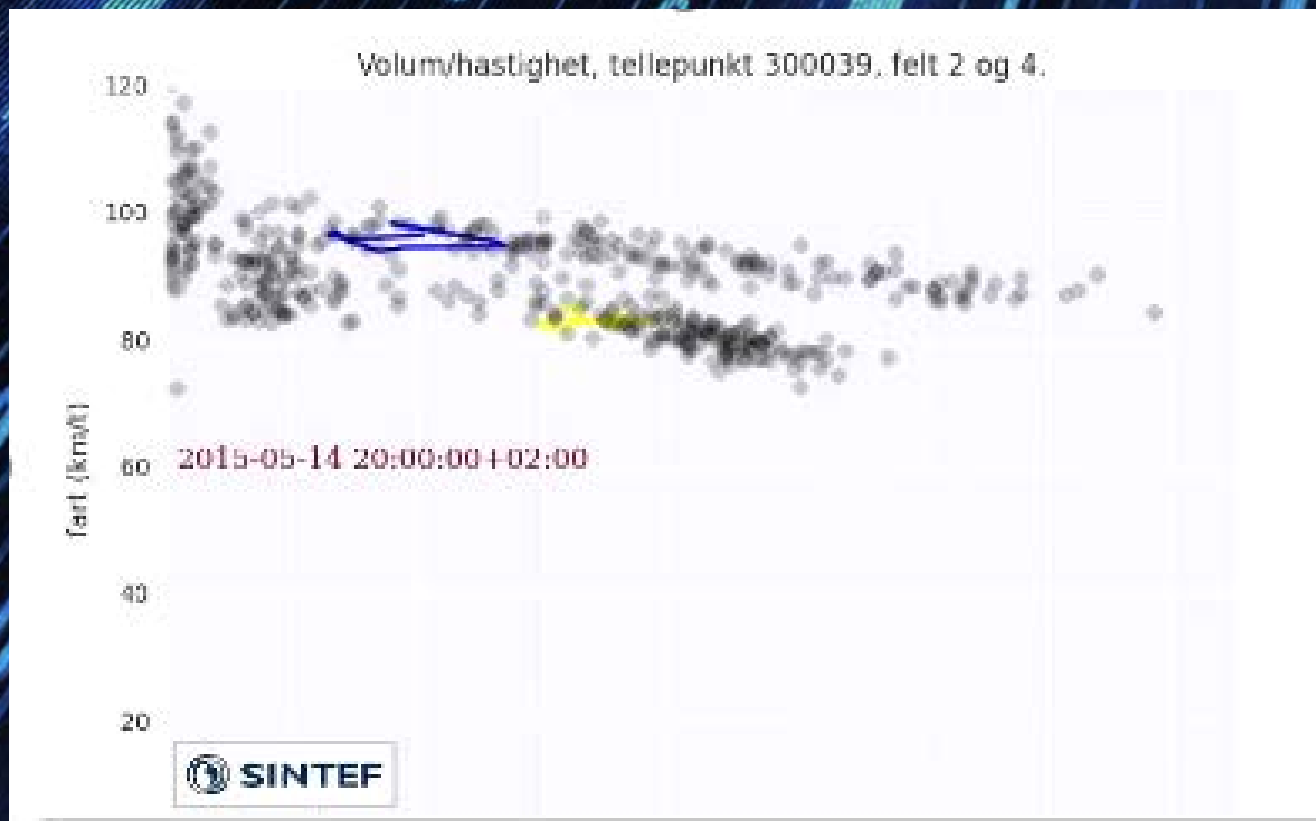 Volum/hastighet, tellepunkt 300039, felt 2 og 4.
120
100
80
fart (km/t)
60
2015-05-14 20:00:00+02:00
40
20
SINTEF